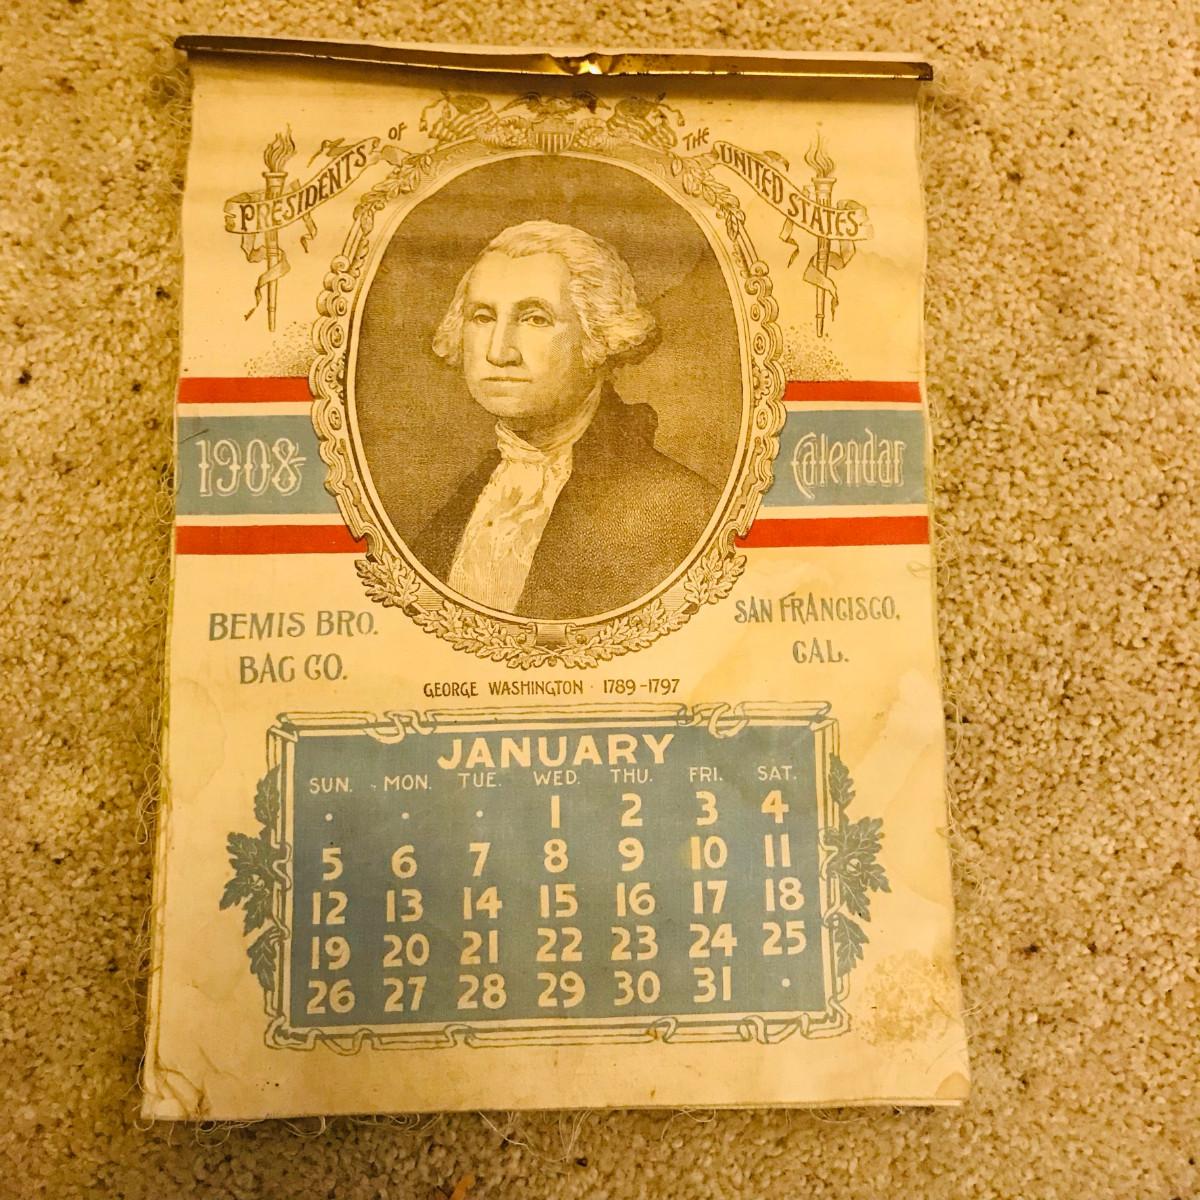 PRESIDENTS OF THE UNITED STATES
1908 Calendar
BEMIS BRO.
BAG CO.
SAN FRANCISCO,
CAL.
GEORGE WASHINGTON · 1789-1797
JANUARY
SUN. MON. TUE. WED. THU. FRI. SAT.
· · · 1 2 3 4
5 6 7 8 9 10 11
12 13 14 15 16 17 18
19 20 21 22 23 24 25
26 27 28 29 30 31 ·